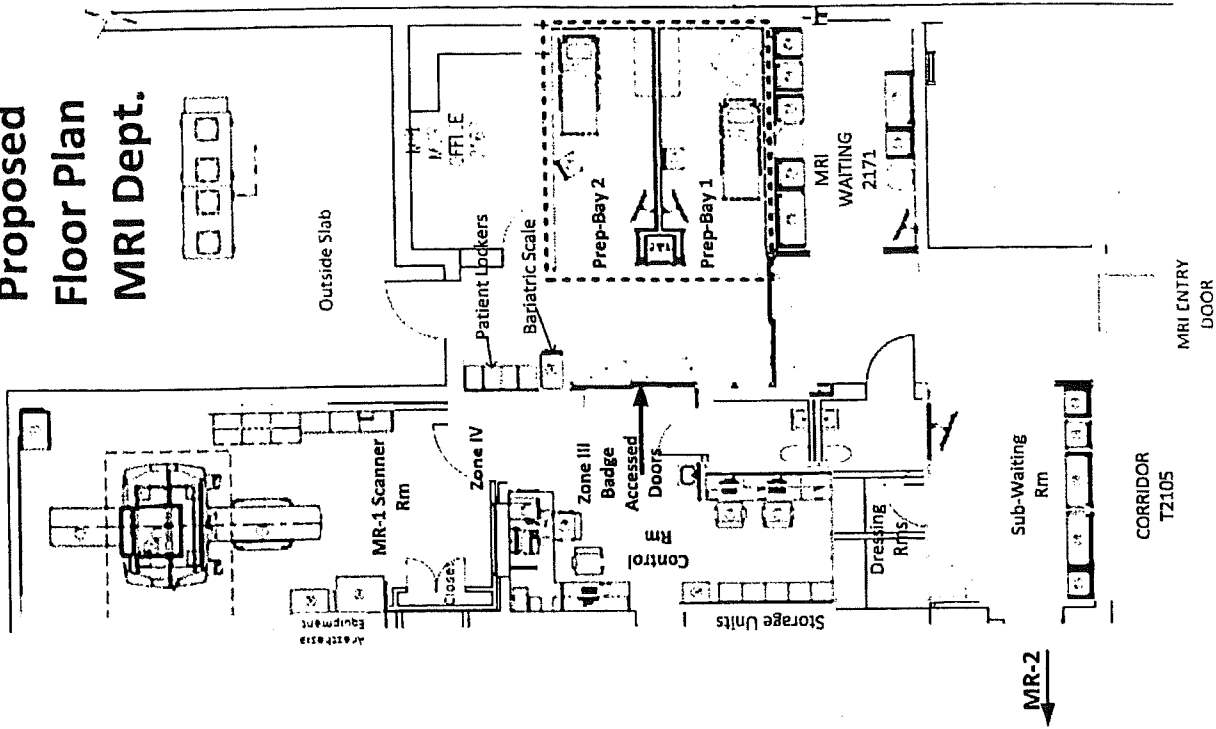 Proposed
Floor Plan
MRI Dept.
Outside Slab
Patient Lockers
Bariatric Scale
Prep-Bay 2
Prep-Bay 1
MRI
WAITING
2171
MR-1 Scanner
Rm
Zone IV
Zone III
Badge
Accessed
Doors
Closet
Control
Rm
Anesthesia
Equipment
Storage Units
Dressing
Rms
Sub-Waiting
Rm
CORRIDOR
T2105
MRI ENTRY
DOOR
MR-2